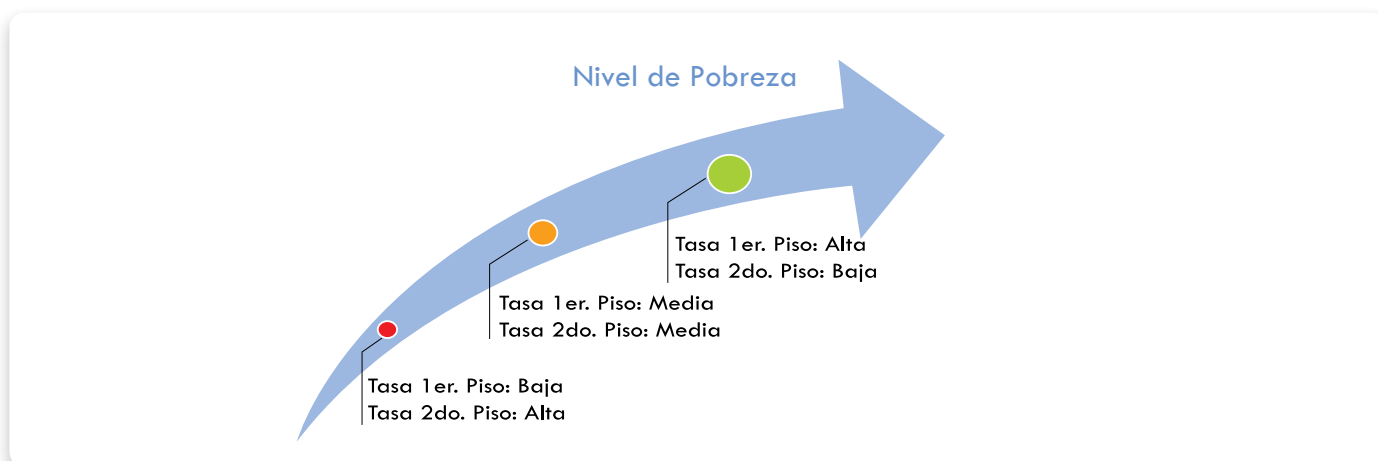 Nivel de Pobreza
Tasa 1er. Piso: Alta
Tasa 2do. Piso: Baja
Tasa 1er. Piso: Media
Tasa 2do. Piso: Media
Tasa 1er. Piso: Baja
Tasa 2do. Piso: Alta